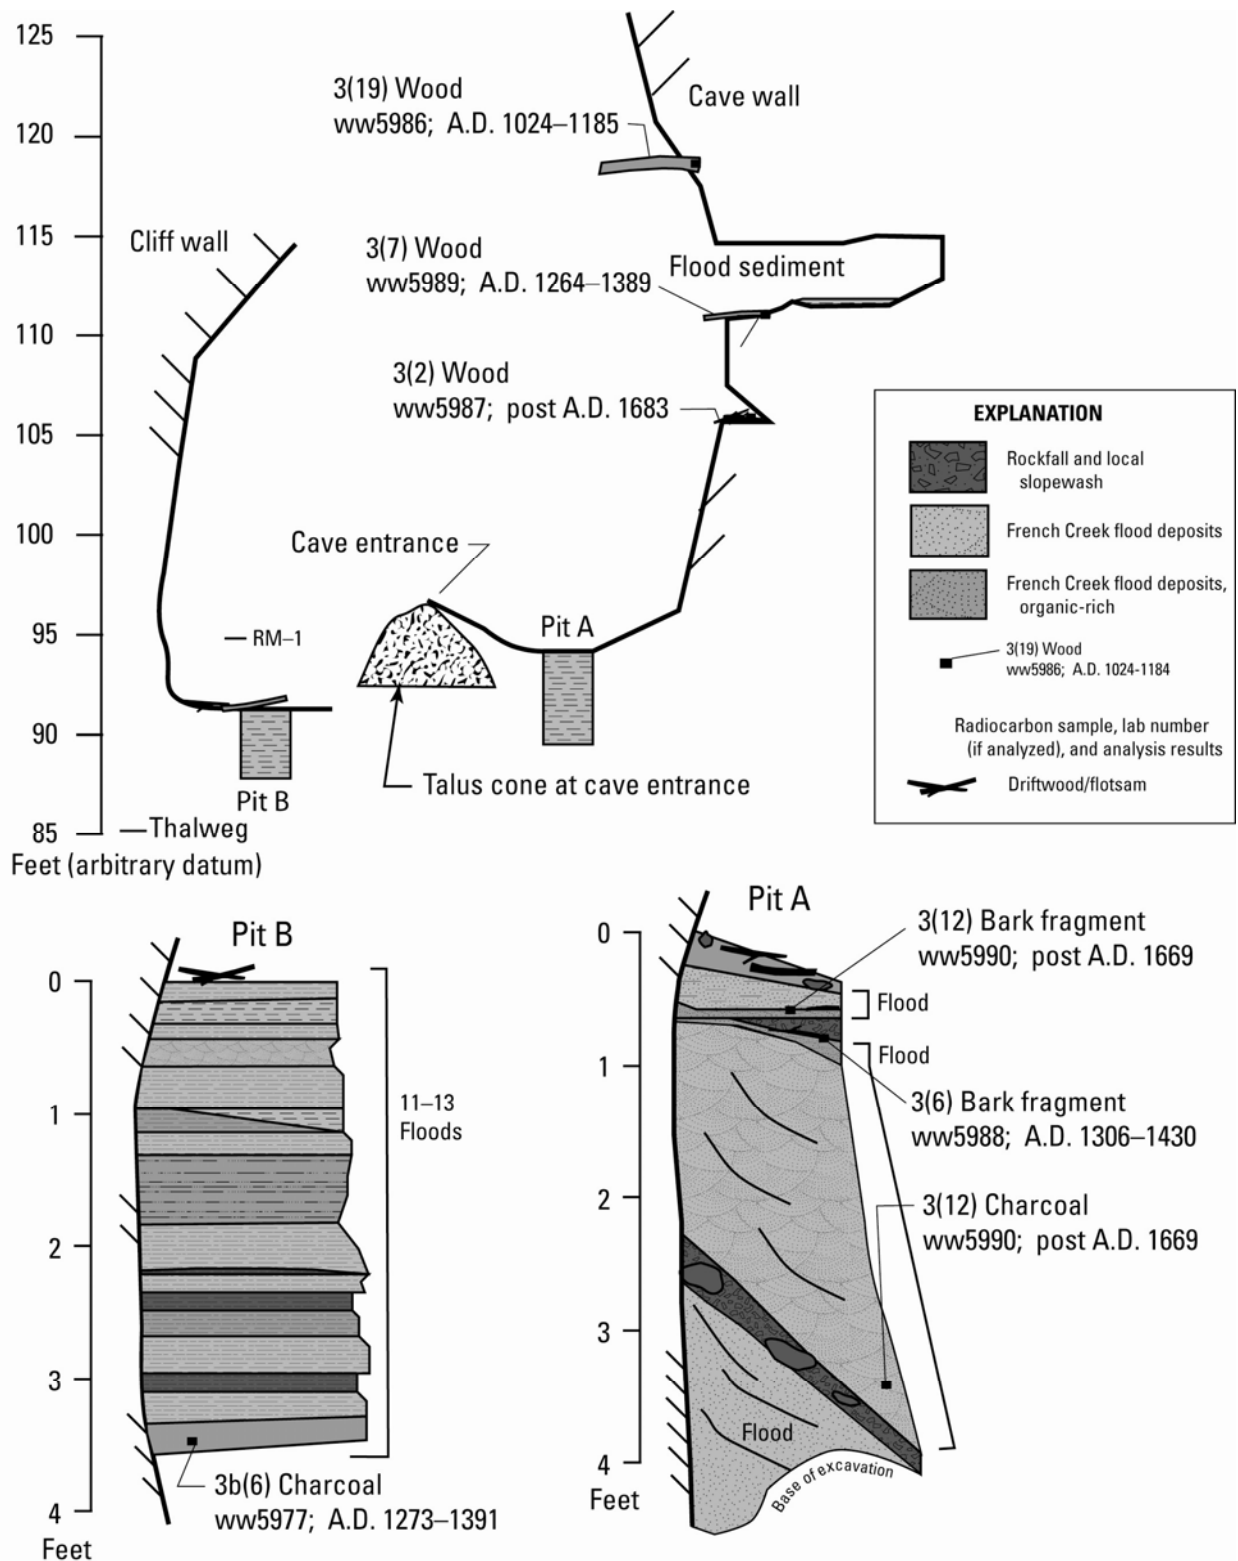 125
120
115
110
105
100
95
90
85
Feet (arbitrary datum)
3(19) Wood
ww5986; A.D. 1024–1185
Cave wall
Cliff wall
3(7) Wood
ww5989; A.D. 1264–1389
Flood sediment
3(2) Wood
ww5987; post A.D. 1683
Cave entrance
RM–1
Pit A
Pit B
Talus cone at cave entrance
Thalweg
EXPLANATION
Rockfall and local
slopewash
French Creek flood deposits
French Creek flood deposits,
organic-rich
3(19) Wood
ww5986; A.D. 1024-1184
Radiocarbon sample, lab number
(if analyzed), and analysis results
Driftwood/flotsam
Pit B
0
1
2
3
4
Feet
11–13
Floods
3b(6) Charcoal
ww5977; A.D. 1273–1391
Pit A
0
1
2
3
4
Feet
3(12) Bark fragment
ww5990; post A.D. 1669
Flood
Flood
3(6) Bark fragment
ww5988; A.D. 1306–1430
3(12) Charcoal
ww5990; post A.D. 1669
Flood
Base of excavation